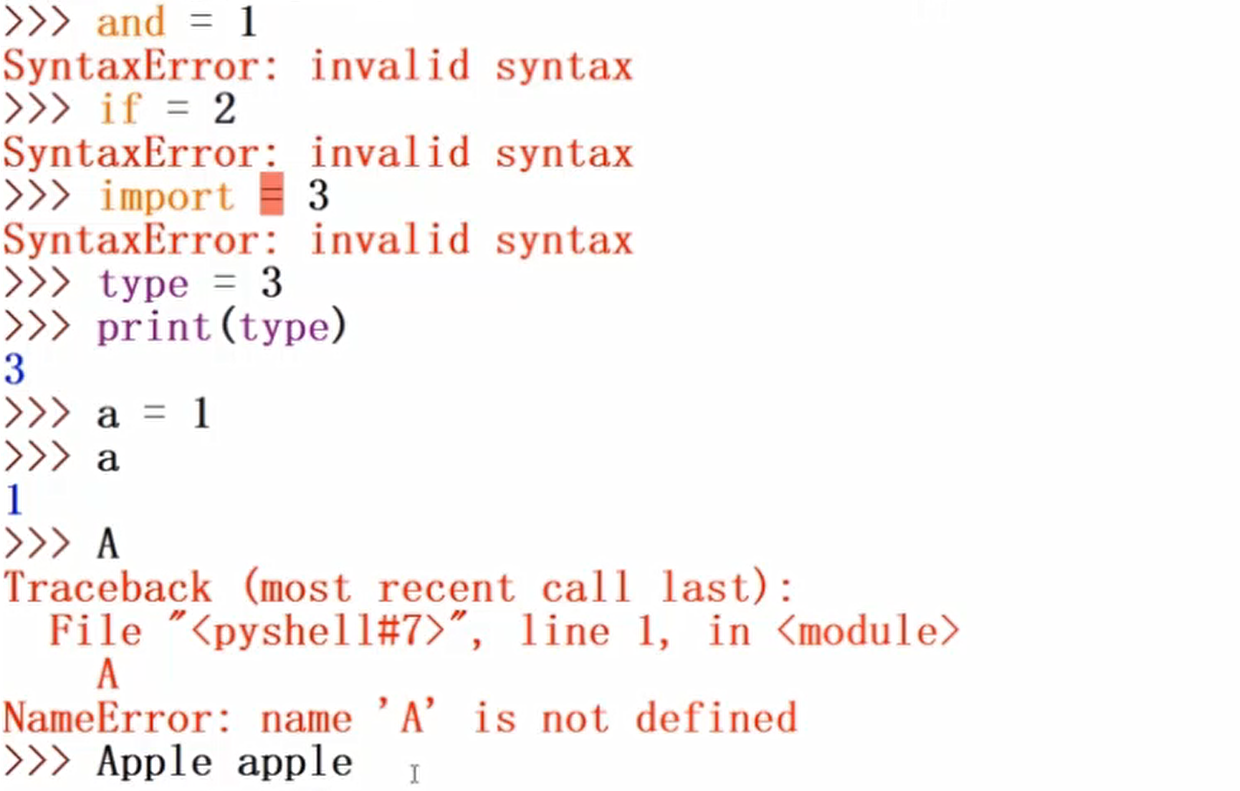 >>> and = 1
SyntaxError: invalid syntax
>>> if = 2
SyntaxError: invalid syntax
>>> import = 3
SyntaxError: invalid syntax
>>> type = 3
>>> print(type)
3
>>> a = 1
>>> a
1
>>> A
Traceback (most recent call last):
  File "<pyshell#7>", line 1, in <module>
    A
NameError: name 'A' is not defined
>>> Apple apple